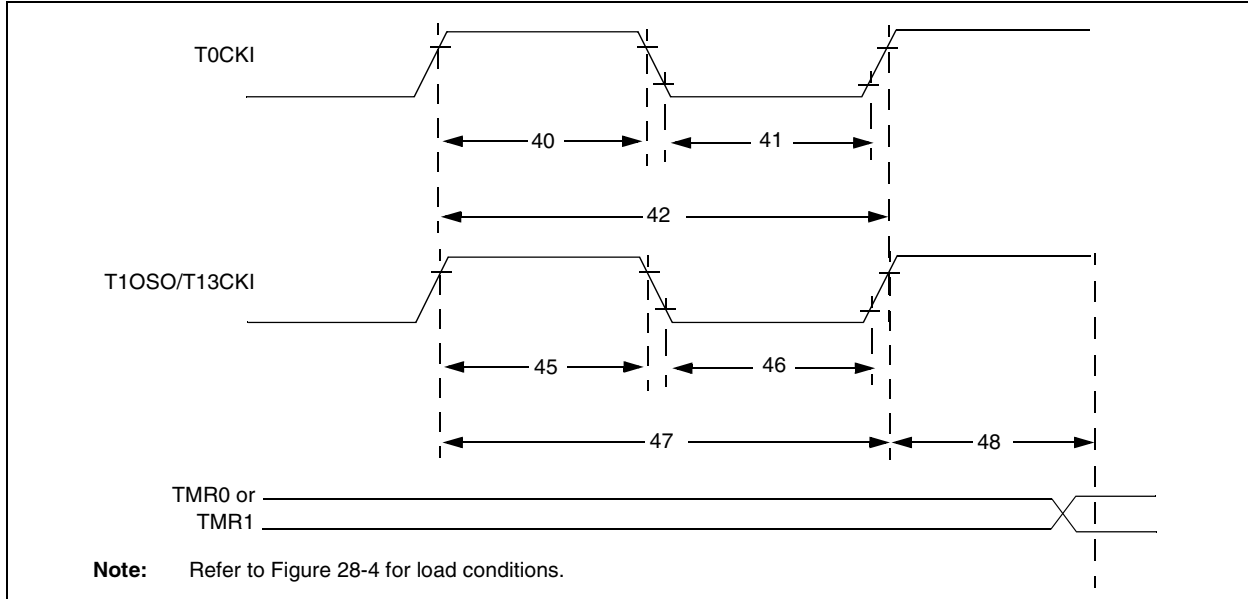 T0CKI
40
41
42
T1OSO/T13CKI
45
46
47
48
TMR0 or
TMR1
Note: Refer to Figure 28-4 for load conditions.